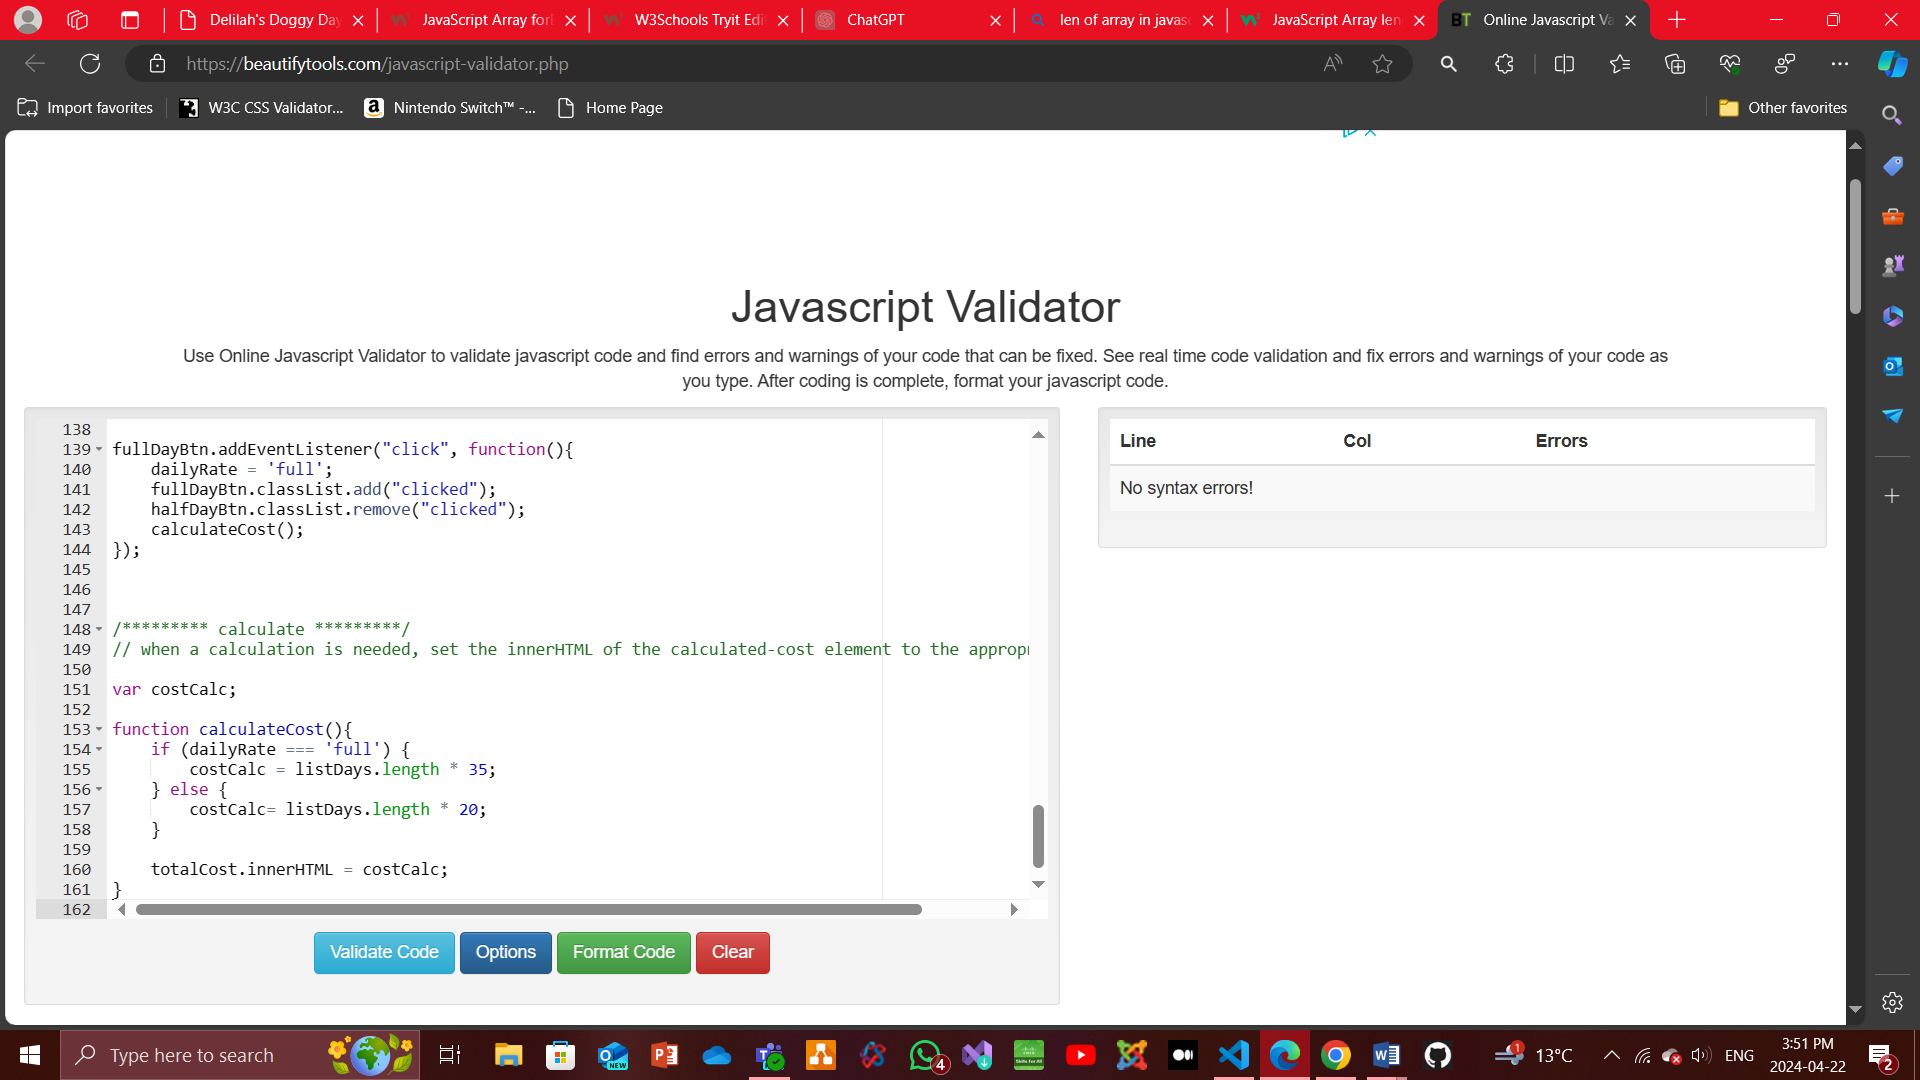 Delilah's Doggy Day
JavaScript Array for
W3Schools Tryit Edi
ChatGPT
len of array in javas
JavaScript Array len
BT Online Javascript Va
https://beautifytools.com/javascript-validator.php
Import favorites
W3C CSS Validator...
Nintendo Switch™ -...
Home Page
Other favorites
Javascript Validator
Use Online Javascript Validator to validate javascript code and find errors and warnings of your code that can be fixed. See real time code validation and fix errors and warnings of your code as
you type. After coding is complete, format your javascript code.
138
139 fullDayBtn.addEventListener("click", function(){
140 dailyRate = 'full';
141 fullDayBtn.classList.add("clicked");
142 halfDayBtn.classList.remove("clicked");
143 calculateCost();
144 });
145
146
147
148 /********* calculate *********/
149 // when a calculation is needed, set the innerHTML of the calculated-cost element to the appropr
150
151 var costCalc;
152
153 function calculateCost(){
154 if (dailyRate === 'full') {
155 costCalc = listDays.length * 35;
156 } else {
157 costCalc= listDays.length * 20;
158 }
159
160 totalCost.innerHTML = costCalc;
161 }
162
Line Col Errors
No syntax errors!
Validate Code Options Format Code Clear
Type here to search
NEW
4
1
13°C
ENG
3:51 PM
2024-04-22
2